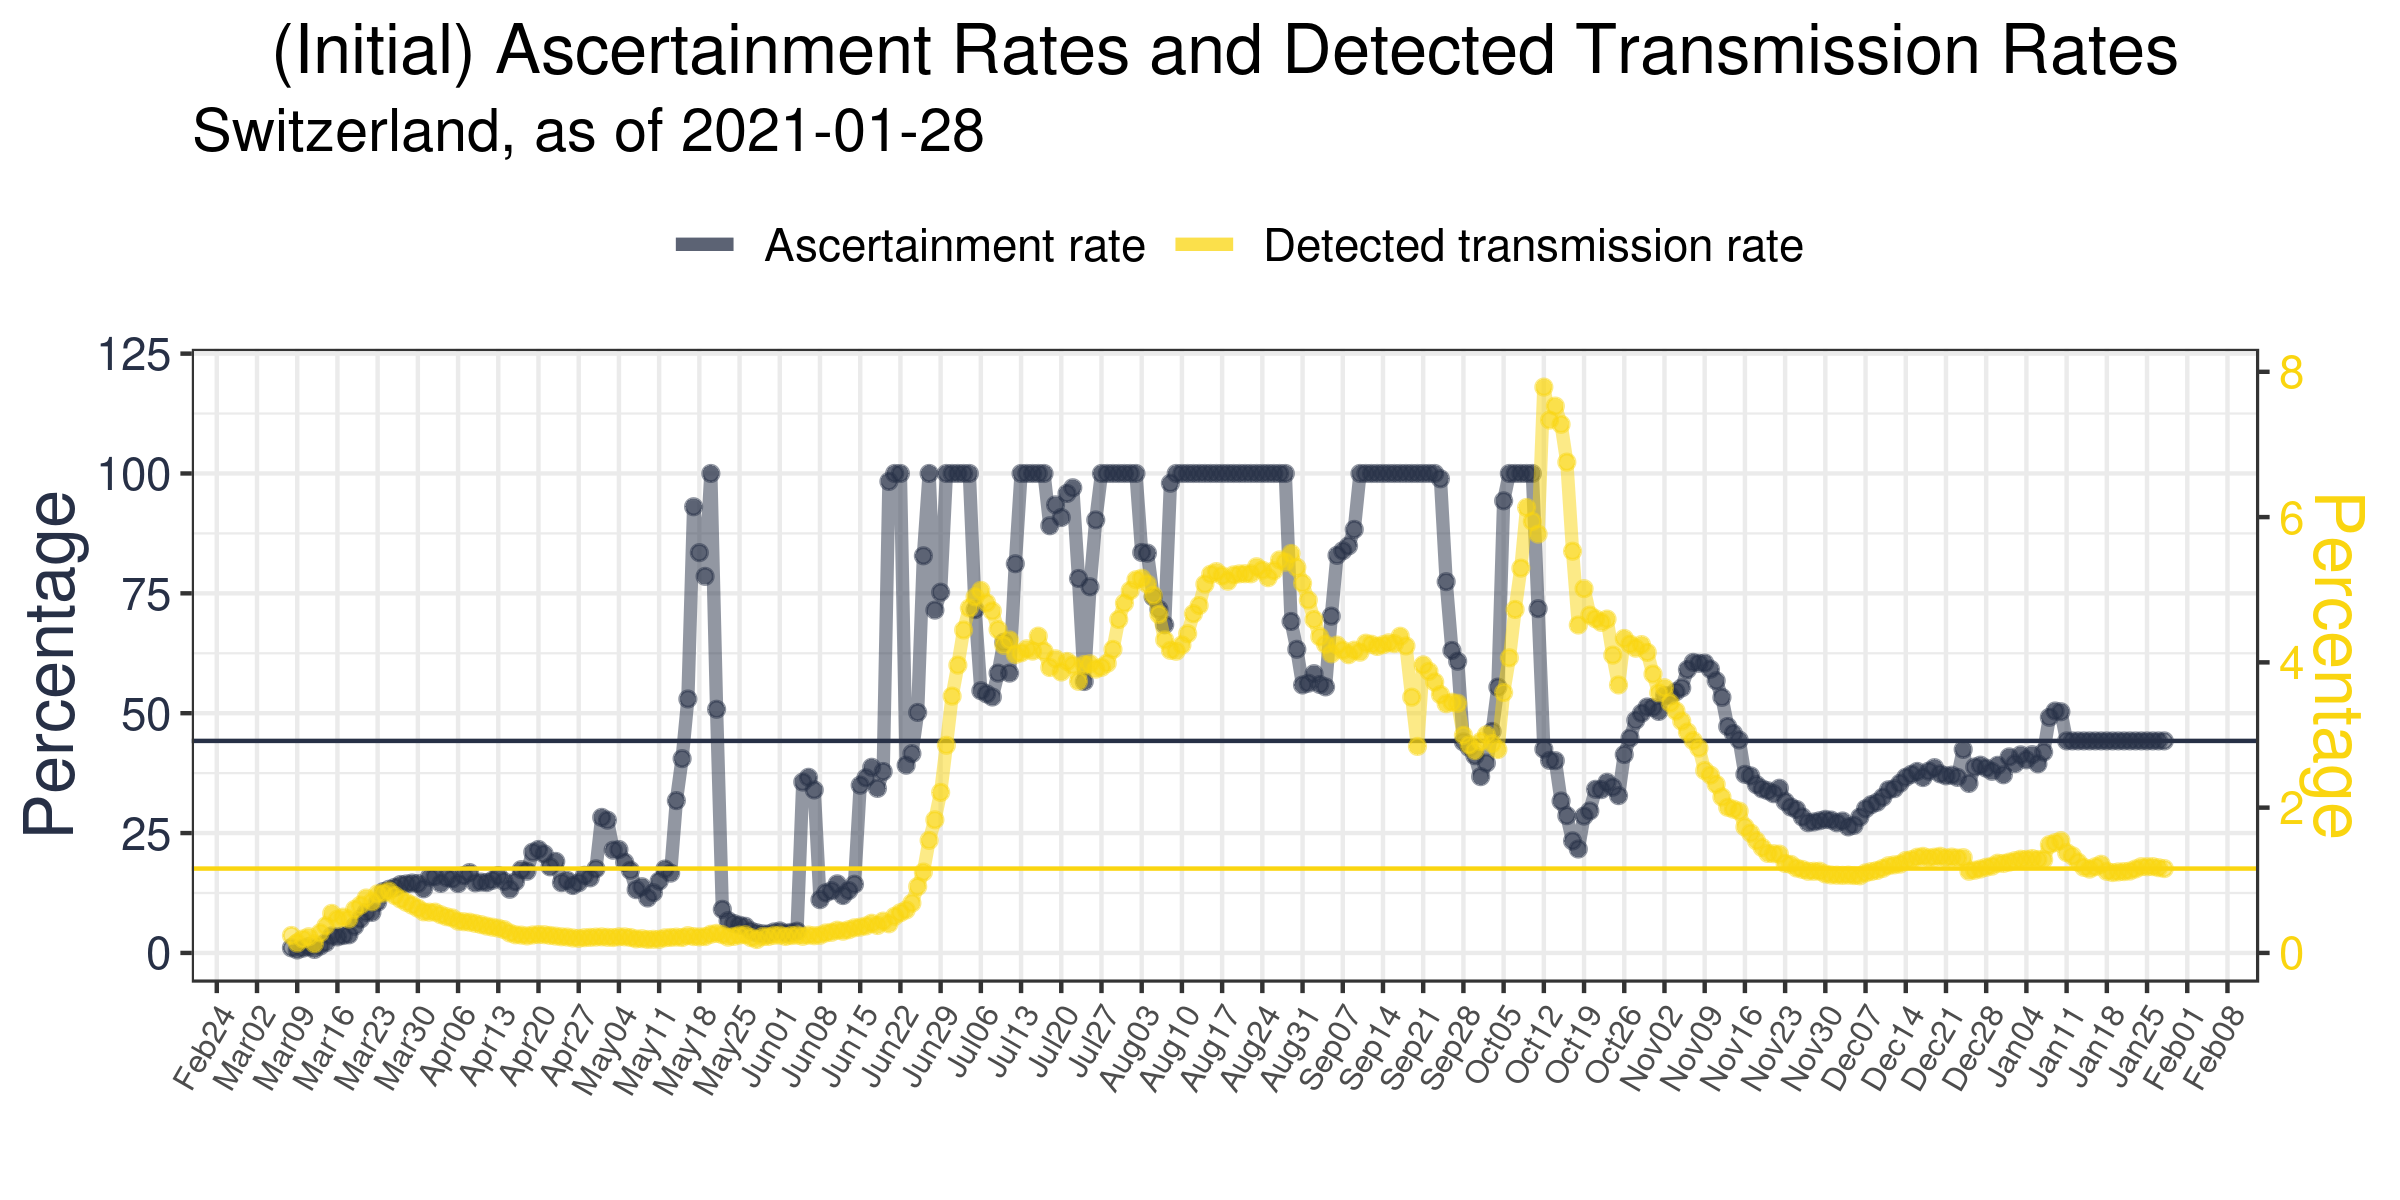 (Initial) Ascertainment Rates and Detected Transmission Rates
Switzerland, as of 2021-01-28
Ascertainment rate Detected transmission rate
125
100
75
50
25
0
Percentage
8
6
4
2
0
Percentage
Feb24 Mar02 Mar09 Mar16 Mar23 Mar30 Apr06 Apr13 Apr20 Apr27 May04 May11 May18 May25 Jun01 Jun08 Jun15 Jun22 Jun29 Jul06 Jul13 Jul20 Jul27 Aug03 Aug10 Aug17 Aug24 Aug31 Sep07 Sep14 Sep21 Sep28 Oct05 Oct12 Oct19 Oct26 Nov02 Nov09 Nov16 Nov23 Nov30 Dec07 Dec14 Dec21 Dec28 Jan04 Jan11 Jan18 Jan25 Feb01 Feb08